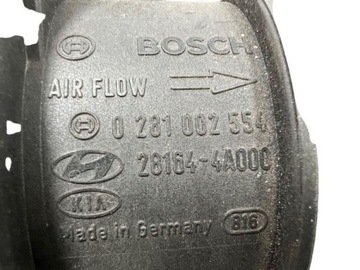 BOSCH
AIR FLOW
0 281 002 554
28164-4A000
KIA
Made in Germany 816